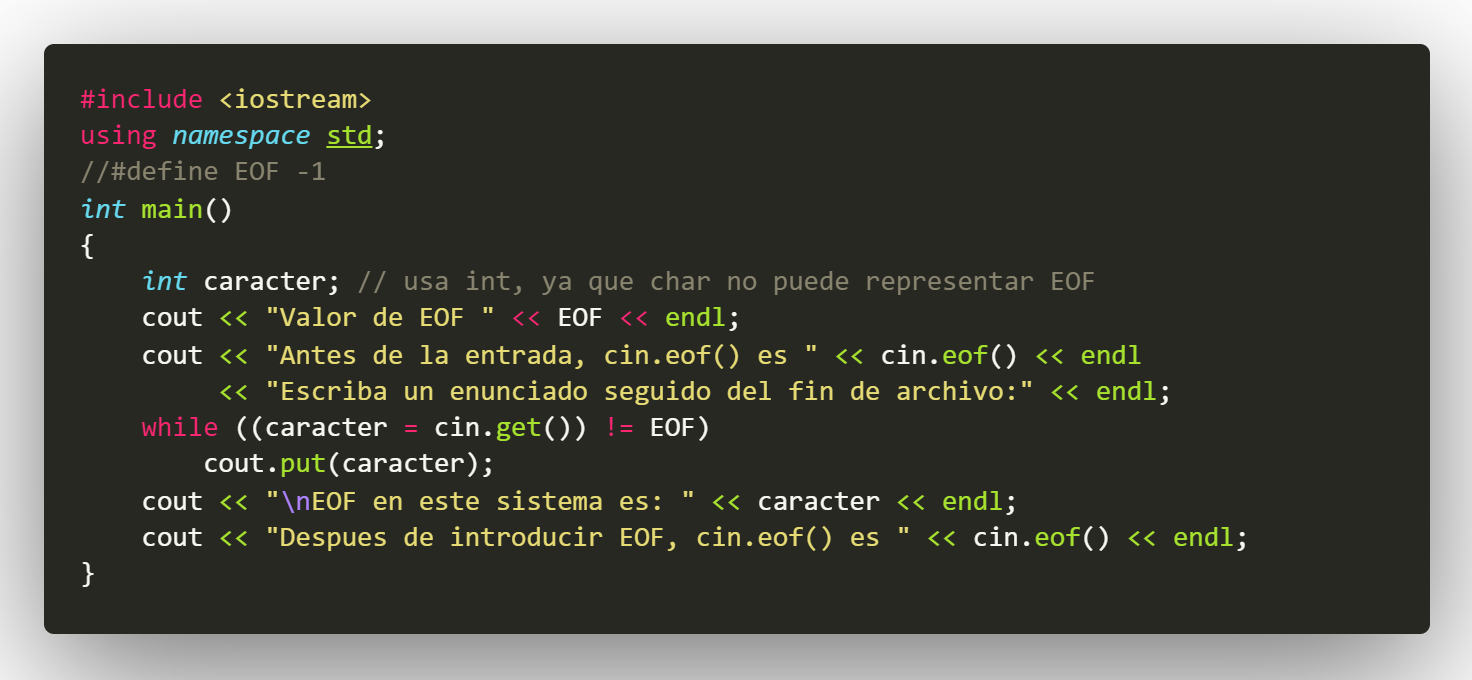 #include <iostream>
using namespace std;
//#define EOF -1
int main()
{
    int caracter; // usa int, ya que char no puede representar EOF
    cout << "Valor de EOF " << EOF << endl;
    cout << "Antes de la entrada, cin.eof() es " << cin.eof() << endl
         << "Escriba un enunciado seguido del fin de archivo:" << endl;
    while ((caracter = cin.get()) != EOF)
        cout.put(caracter);
    cout << "\nEOF en este sistema es: " << caracter << endl;
    cout << "Despues de introducir EOF, cin.eof() es " << cin.eof() << endl;
}